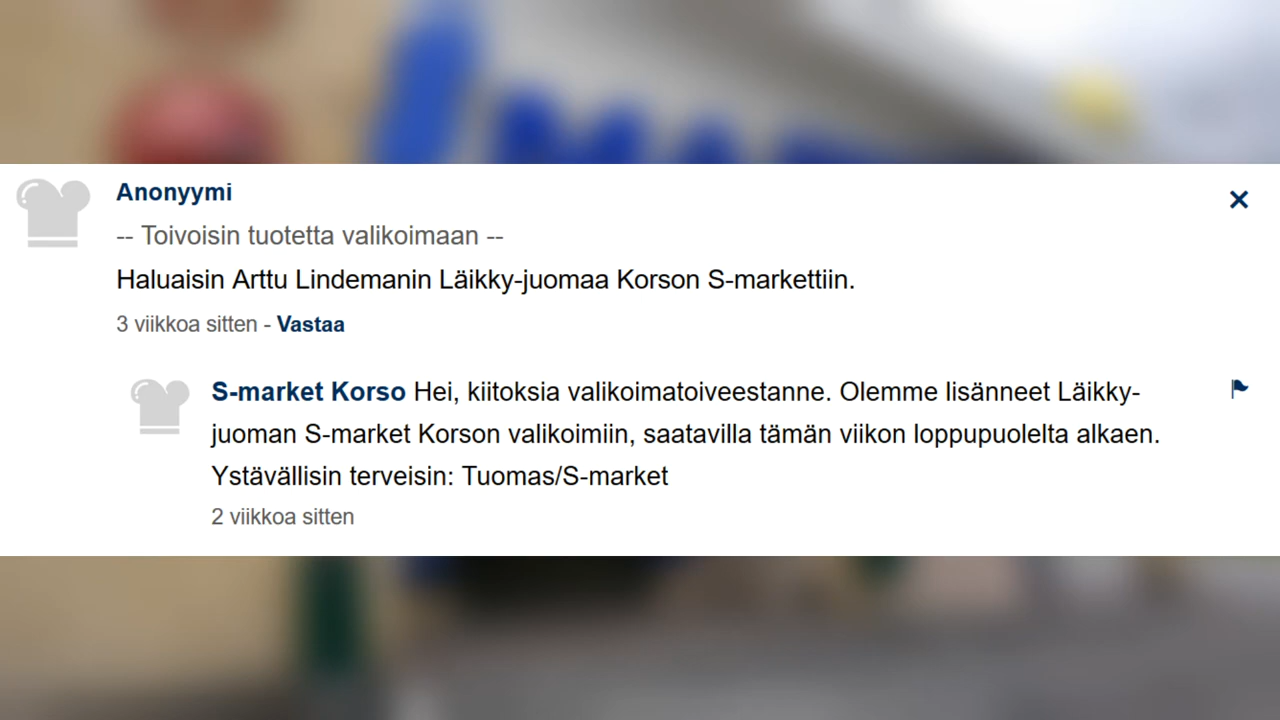 Anonyymi
-- Toivoisin tuotetta valikoimaan --
Haluaisin Arttu Lindemanin Läikky-juomaa Korson S-markettiin.
3 viikkoa sitten - Vastaa
S-market Korso Hei, kiitoksia valikoimatoiveestanne. Olemme lisänneet Läikky-
juoman S-market Korson valikoimiin, saatavilla tämän viikon loppupuolelta alkaen.
Ystävällisin terveisin: Tuomas/S-market
2 viikkoa sitten